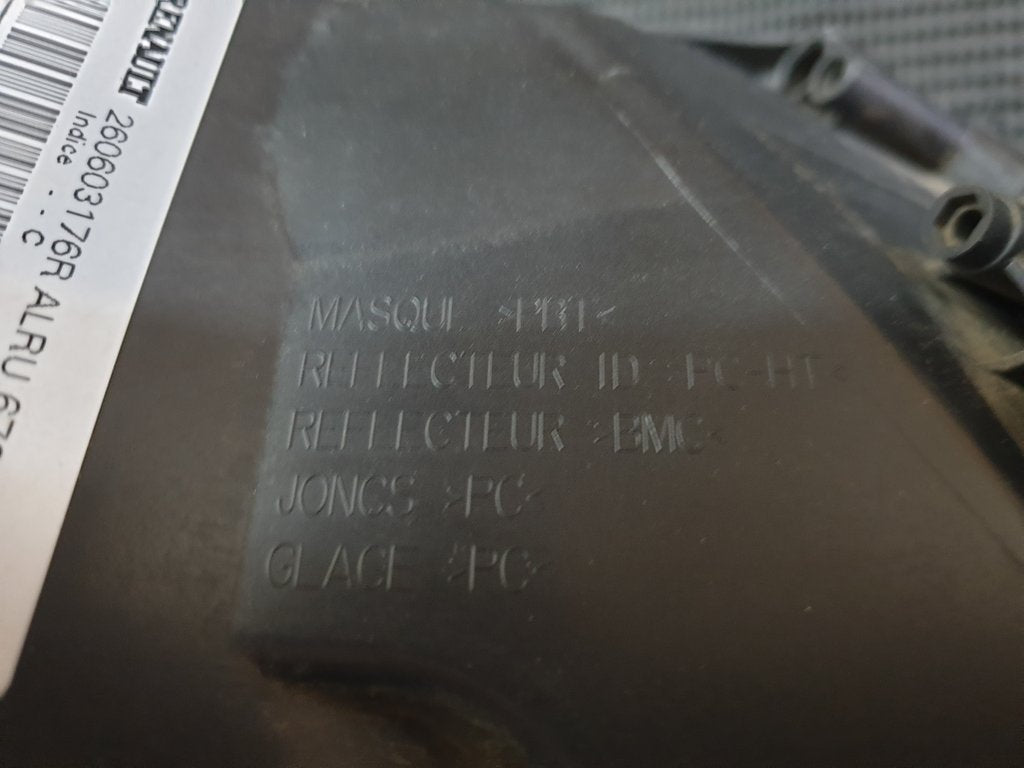 RENAULT
260603176R ALRU
Indice : : C
MASQUE >PBT<
REFLECTEUR ID >PC-HT<
REFLECTEUR >BMC<
JONCS >PC<
GLACE >PC<